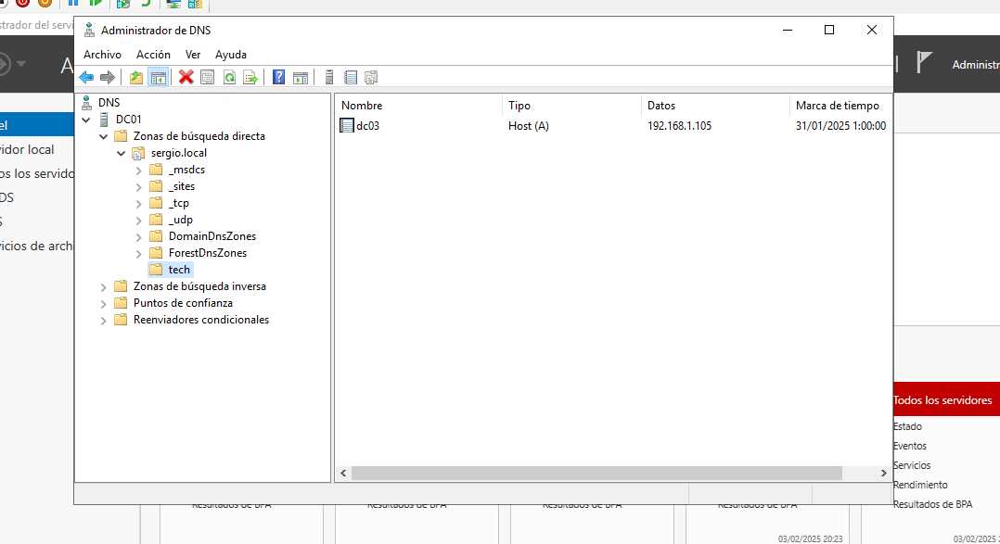 strador del servi
Administrador de DNS
Archivo Acción Ver Ayuda
A
Administr
DNS
DC01
Zonas de búsqueda directa
sergio.local
_msdcs
_sites
_tcp
_udp
DomainDnsZones
ForestDnsZones
tech
Zonas de búsqueda inversa
Puntos de confianza
Reenviadores condicionales
Nombre Tipo Datos Marca de tiempo
dc03 Host (A) 192.168.1.105 31/01/2025 1:00:00
el
vidor local
os los servido
DS
S
vicios de arch
Todos los servidores
Estado
Eventos
Servicios
Rendimiento
Resultados de BPA
Resultados de BPA Resultados de BPA Resultados de BPA Resultados de BPA
03/02/2025 20:23 03/02/2025 2